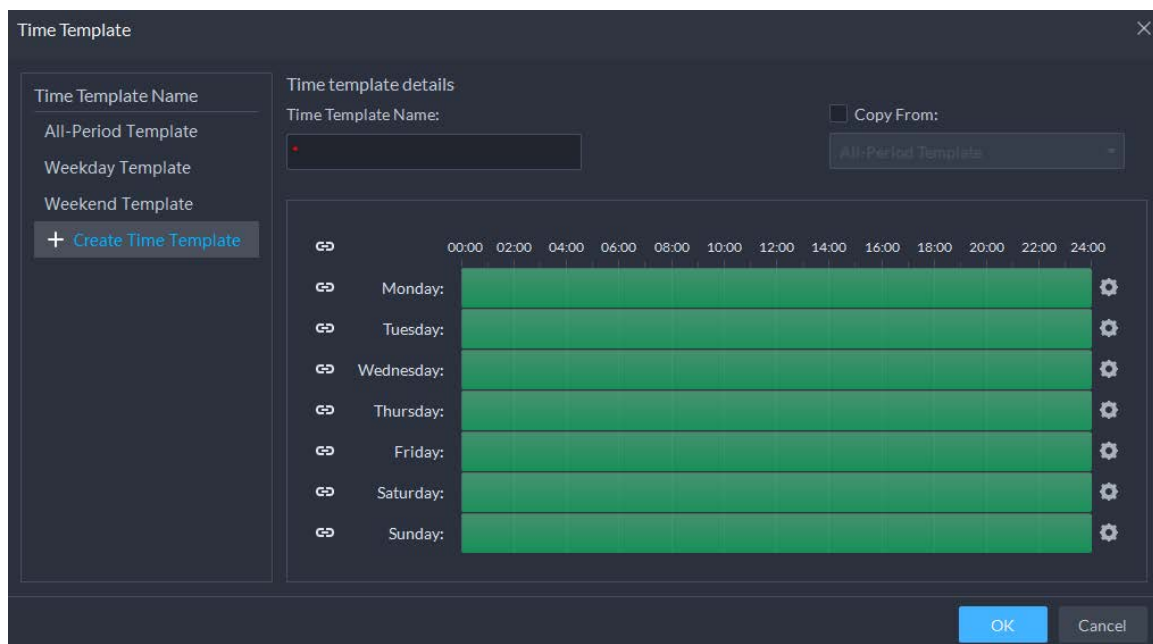 Time Template
Time Template Name
All-Period Template
Weekday Template
Weekend Template
+ Create Time Template
Time template details
Time Template Name:
Copy From:
*
All-Period Template
00:00 02:00 04:00 06:00 08:00 10:00 12:00 14:00 16:00 18:00 20:00 22:00 24:00
Monday:
Tuesday:
Wednesday:
Thursday:
Friday:
Saturday:
Sunday:
OK Cancel